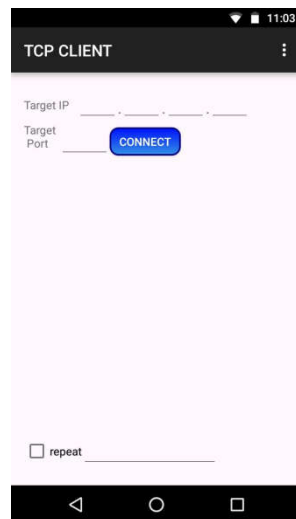 11:03
TCP CLIENT
Target IP . . .
Target
Port
CONNECT
repeat